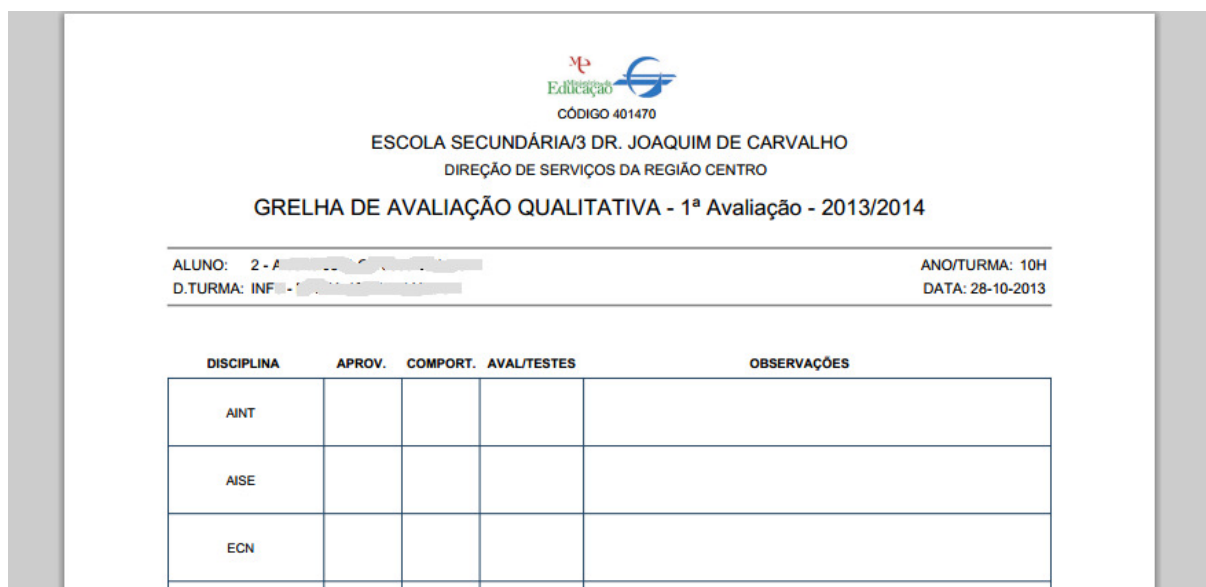 Ministério da
Educação
CÓDIGO 401470
ESCOLA SECUNDÁRIA/3 DR. JOAQUIM DE CARVALHO
DIREÇÃO DE SERVIÇOS DA REGIÃO CENTRO
GRELHA DE AVALIAÇÃO QUALITATIVA - 1ª Avaliação - 2013/2014
ALUNO: 2 - ANO/TURMA: 10H
D.TURMA: INF - DATA: 28-10-2013
DISCIPLINA APROV. COMPORT. AVAL/TESTES OBSERVAÇÕES
AINT
AISE
ECN